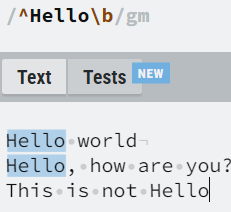 /^Hello\b/gm
Text Tests NEW
Hello world
Hello, how are you?
This is not Hello